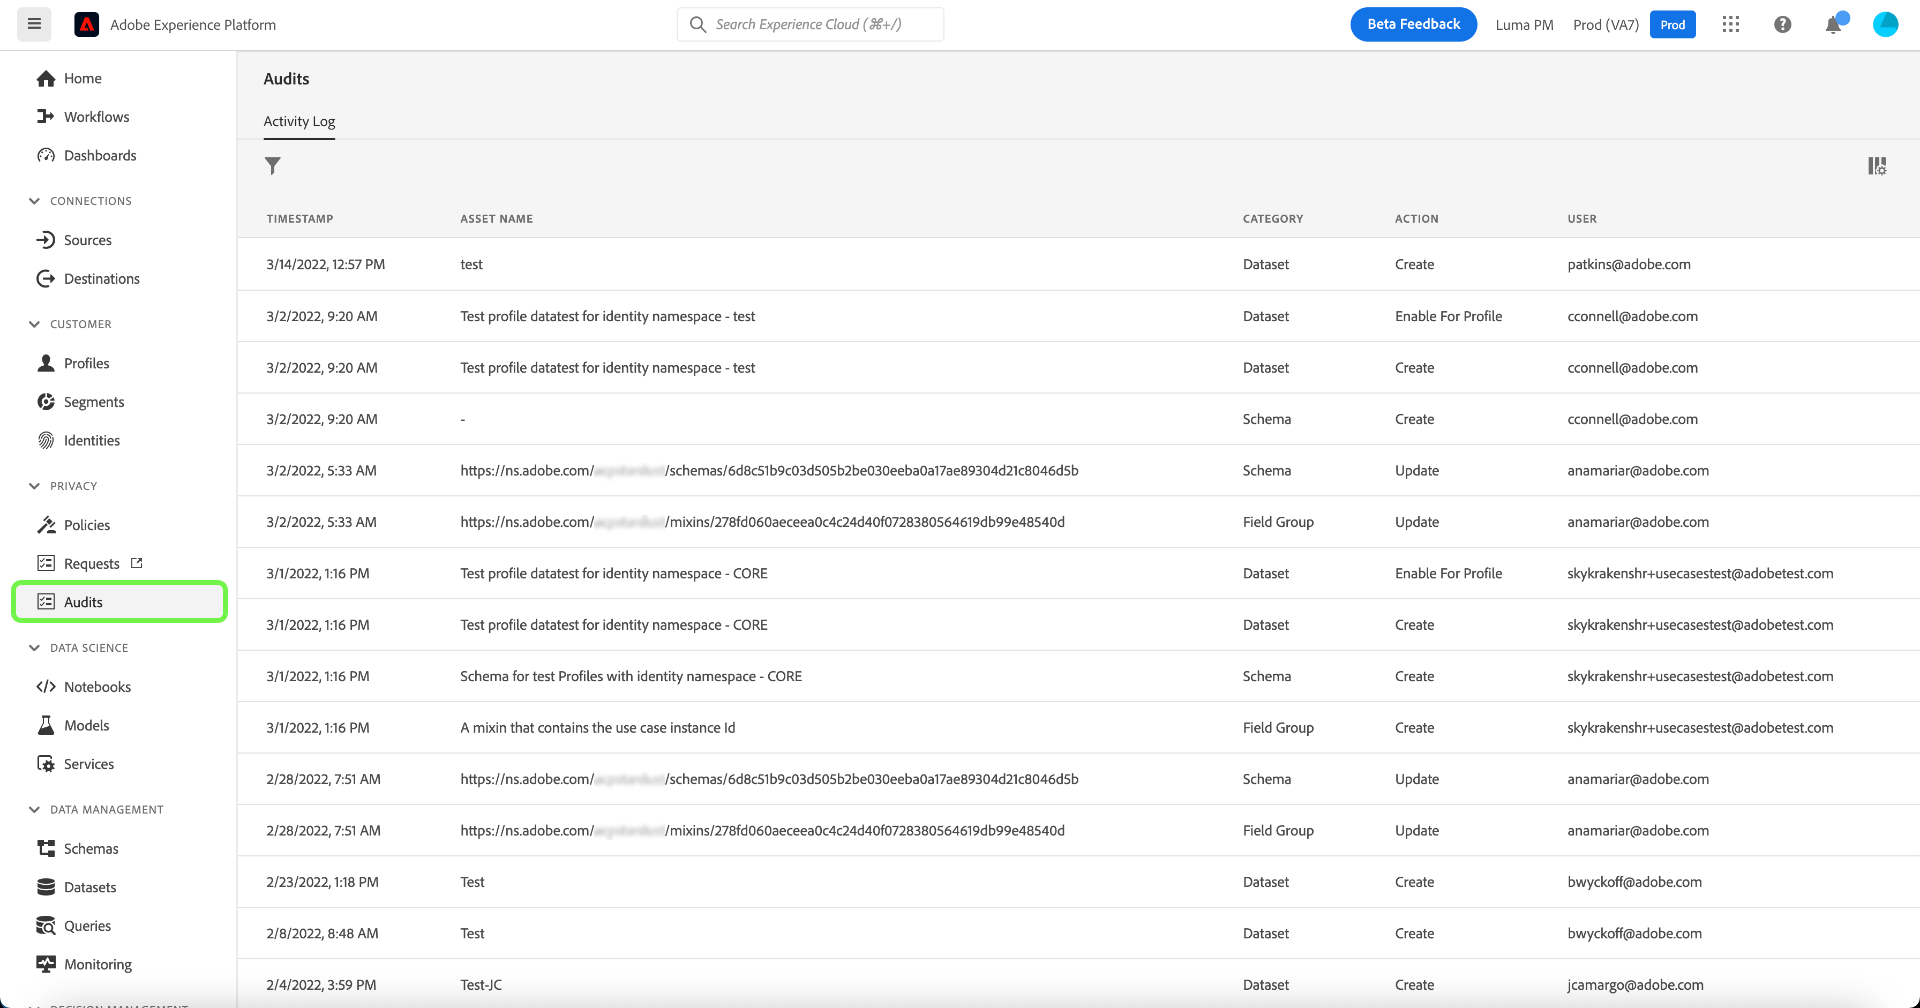 Adobe Experience Platform
Search Experience Cloud (⌘+/)
Beta Feedback
Luma PM
Prod (VA7)
Prod
Home
Workflows
Dashboards
CONNECTIONS
Sources
Destinations
CUSTOMER
Profiles
Segments
Identities
PRIVACY
Policies
Requests
Audits
DATA SCIENCE
Notebooks
Models
Services
DATA MANAGEMENT
Schemas
Datasets
Queries
Monitoring
Audits
Activity Log
TIMESTAMP ASSET NAME CATEGORY ACTION USER
3/14/2022, 12:57 PM test Dataset Create patkins@adobe.com
3/2/2022, 9:20 AM Test profile datatest for identity namespace - test Dataset Enable For Profile cconnell@adobe.com
3/2/2022, 9:20 AM Test profile datatest for identity namespace - test Dataset Create cconnell@adobe.com
3/2/2022, 9:20 AM - Schema Create cconnell@adobe.com
3/2/2022, 5:33 AM https://ns.adobe.com/ /schemas/6d8c51b9c03d505b2be030eeba0a17ae89304d21c8046d5b Schema Update anamariar@adobe.com
3/2/2022, 5:33 AM https://ns.adobe.com/ /mixins/278fd060aeceea0c4c24d40f0728380564619db99e48540d Field Group Update anamariar@adobe.com
3/1/2022, 1:16 PM Test profile datatest for identity namespace - CORE Dataset Enable For Profile skykrakenshr+usecasestest@adobetest.com
3/1/2022, 1:16 PM Test profile datatest for identity namespace - CORE Dataset Create skykrakenshr+usecasestest@adobetest.com
3/1/2022, 1:16 PM Schema for test Profiles with identity namespace - CORE Schema Create skykrakenshr+usecasestest@adobetest.com
3/1/2022, 1:16 PM A mixin that contains the use case instance Id Field Group Create skykrakenshr+usecasestest@adobetest.com
2/28/2022, 7:51 AM https://ns.adobe.com/ /schemas/6d8c51b9c03d505b2be030eeba0a17ae89304d21c8046d5b Schema Update anamariar@adobe.com
2/28/2022, 7:51 AM https://ns.adobe.com/ /mixins/278fd060aeceea0c4c24d40f0728380564619db99e48540d Field Group Update anamariar@adobe.com
2/23/2022, 1:18 PM Test Dataset Create bwyckoff@adobe.com
2/8/2022, 8:48 AM Test Dataset Create bwyckoff@adobe.com
2/4/2022, 3:59 PM Test-JC Dataset Create jcamargo@adobe.com